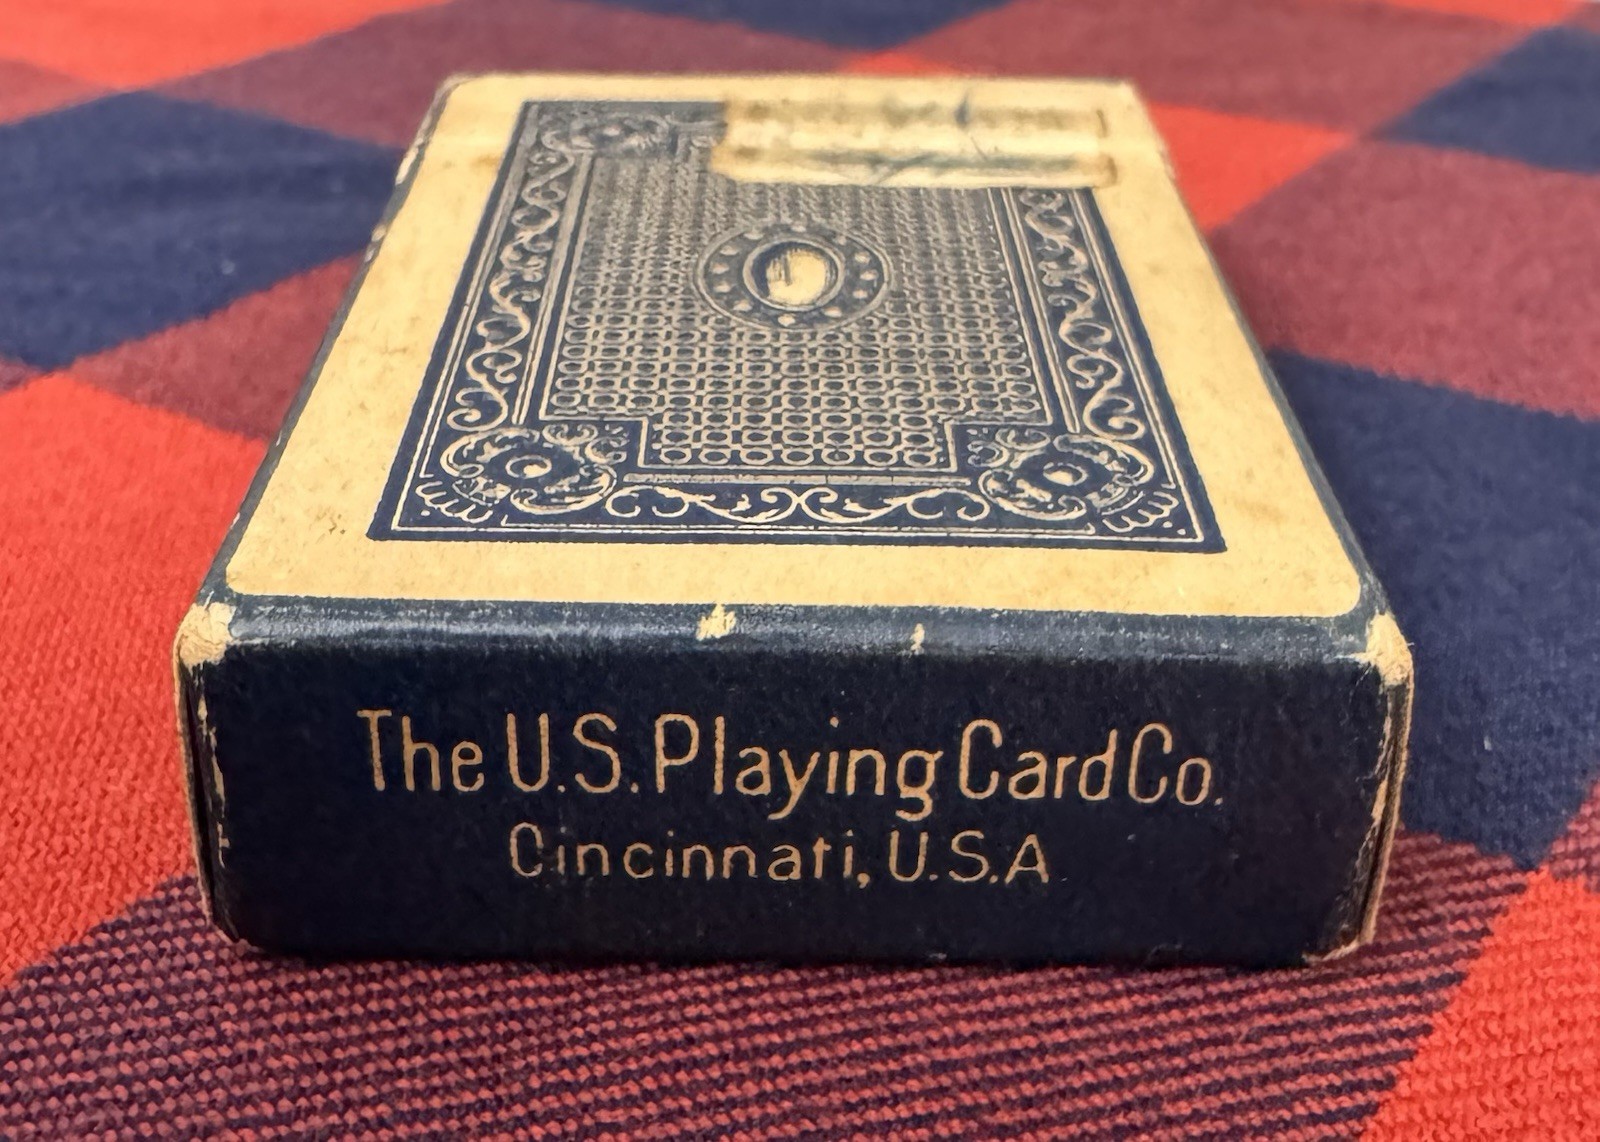 The U.S. Playing Card Co.
Cincinnati, U.S.A